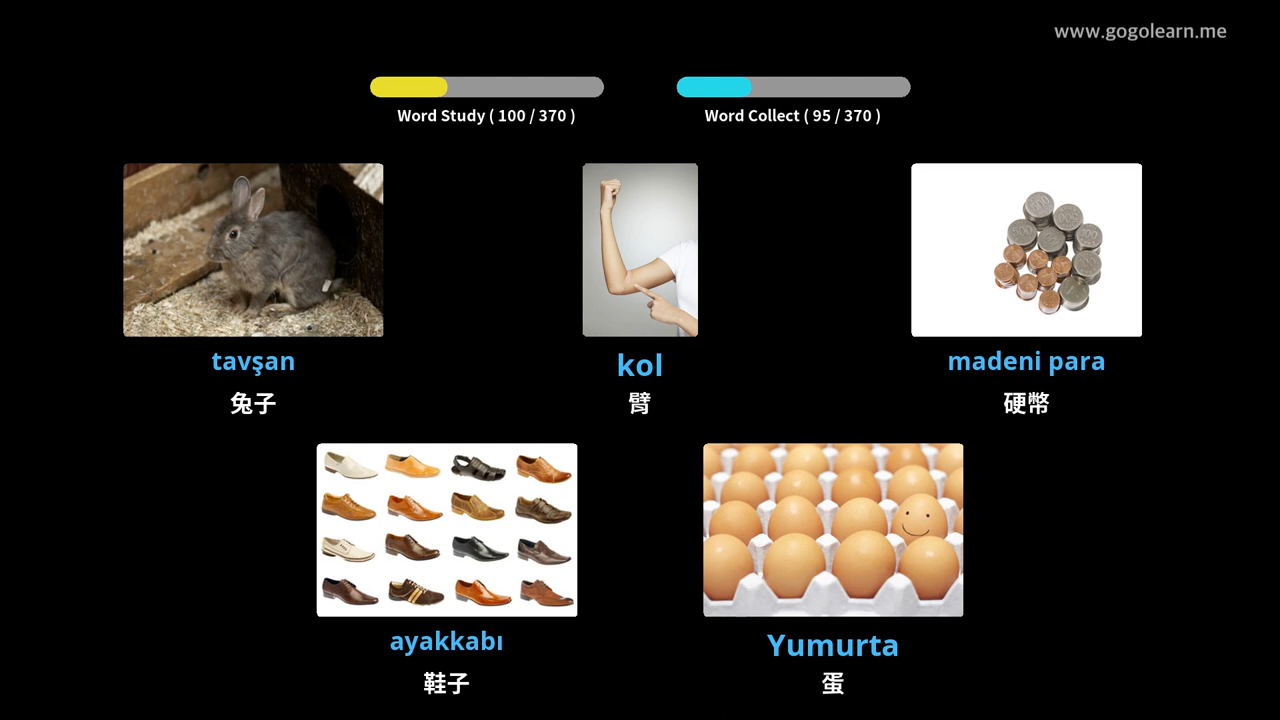 www.gogolearn.me
Word Study ( 100 / 370 )
Word Collect ( 95 / 370 )
tavşan
兔子
kol
臂
madeni para
硬幣
ayakkabı
鞋子
Yumurta
蛋